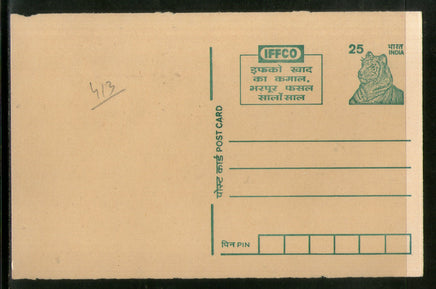 413
IFFCO
इफको खाद
का कमाल,
भरपूर फसल
सालों साल
25
भारत
INDIA
पोस्ट कार्ड POST CARD
पिन PIN